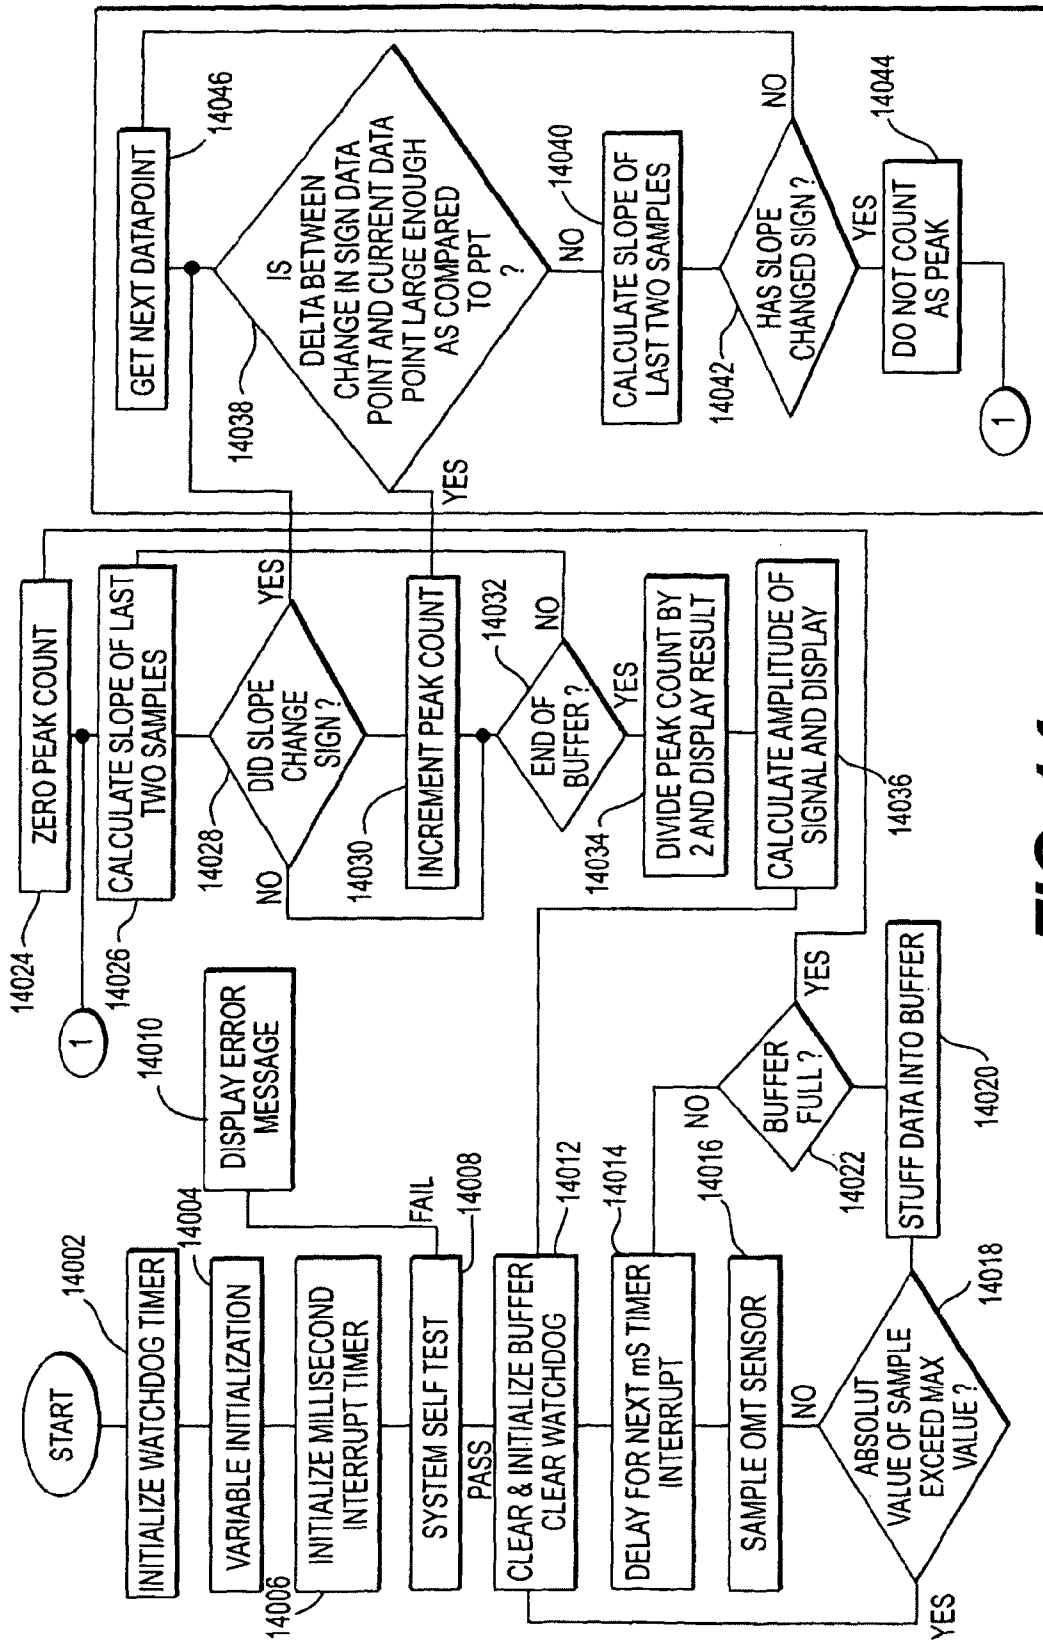 START
14002
INITIALIZE WATCHDOG TIMER
14004
VARIABLE INITIALIZATION
INITIALIZE MILLISECOND
INTERRUPT TIMER
14006
SYSTEM SELF TEST
14008
FAIL
PASS
14010
DISPLAY ERROR
MESSAGE
CLEAR & INITIALIZE BUFFER
CLEAR WATCHDOG
14012
DELAY FOR NEXT mS TIMER
INTERRUPT
14014
SAMPLE OMT SENSOR
14016
NO
ABSOLUT
VALUE OF SAMPLE
EXCEED MAX
VALUE ?
14018
YES
STUFF DATA INTO BUFFER
14020
BUFFER
FULL ?
14022
NO
YES
14024
ZERO PEAK COUNT
1
14026
CALCULATE SLOPE OF LAST
TWO SAMPLES
14028
DID SLOPE
CHANGE
SIGN ?
YES
NO
14030
INCREMENT PEAK COUNT
END OF
BUFFER ?
14032
NO
YES
14034
DIVIDE PEAK COUNT BY
2 AND DISPLAY RESULT
CALCULATE AMPLITUDE OF
SIGNAL AND DISPLAY
14036
GET NEXT DATAPOINT
14046
14038
IS
DELTA BETWEEN
CHANGE IN SIGN DATA
POINT AND CURRENT DATA
POINT LARGE ENOUGH
AS COMPARED
TO PPT
?
YES
NO
14040
CALCULATE SLOPE OF
LAST TWO SAMPLES
14042
HAS SLOPE
CHANGED SIGN ?
NO
YES
14044
DO NOT COUNT
AS PEAK
1